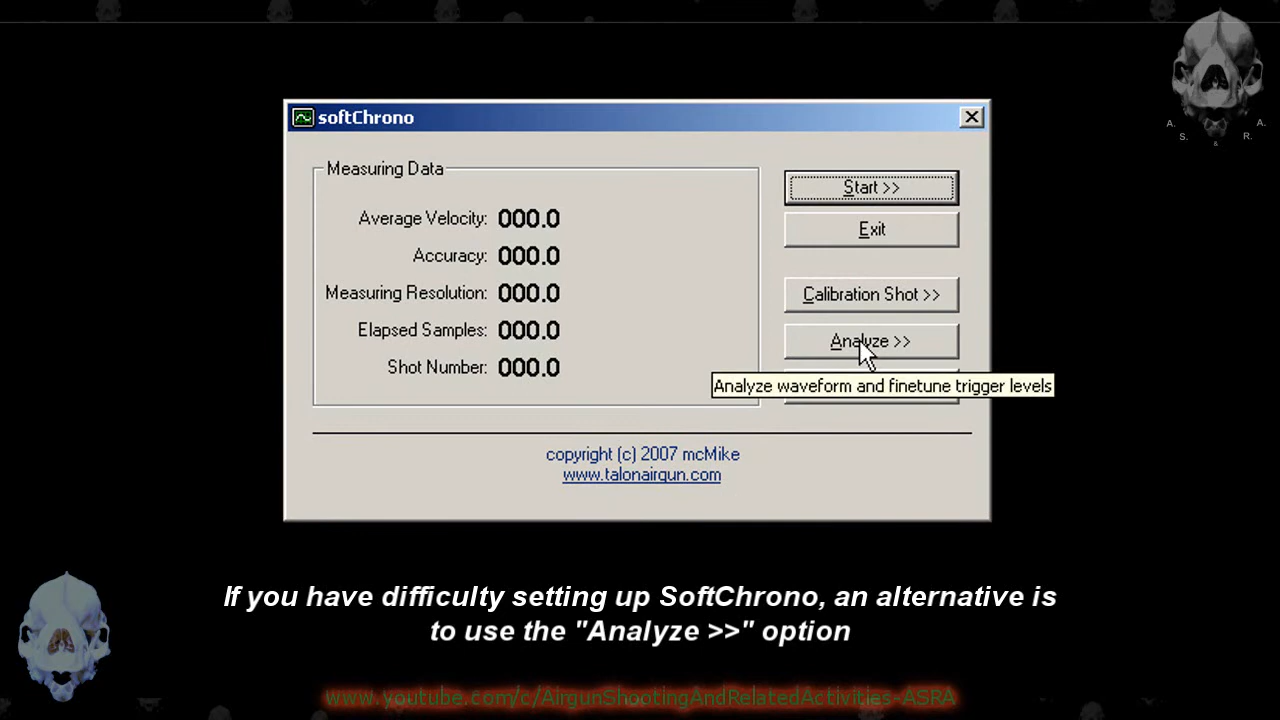 A. A.
S. R.
&
softChrono
Measuring Data
Average Velocity: 000.0
Accuracy: 000.0
Measuring Resolution: 000.0
Elapsed Samples: 000.0
Shot Number: 000.0
Start >>
Exit
Calibration Shot >>
Analyze >>
Analyze waveform and finetune trigger levels
copyright (c) 2007 mcMike
www.talonairgun.com
If you have difficulty setting up SoftChrono, an alternative is
to use the "Analyze >>" option
www.youtube.com/c/AirgunShootingAndRelatedActivities-ASRA